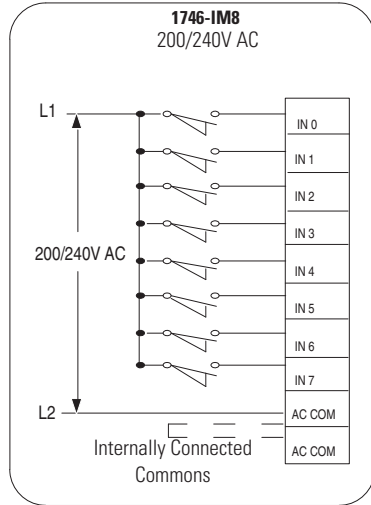 1746-IM8
200/240V AC
L1
IN 0
IN 1
IN 2
IN 3
200/240V AC
IN 4
IN 5
IN 6
IN 7
L2
AC COM
Internally Connected
Commons
AC COM